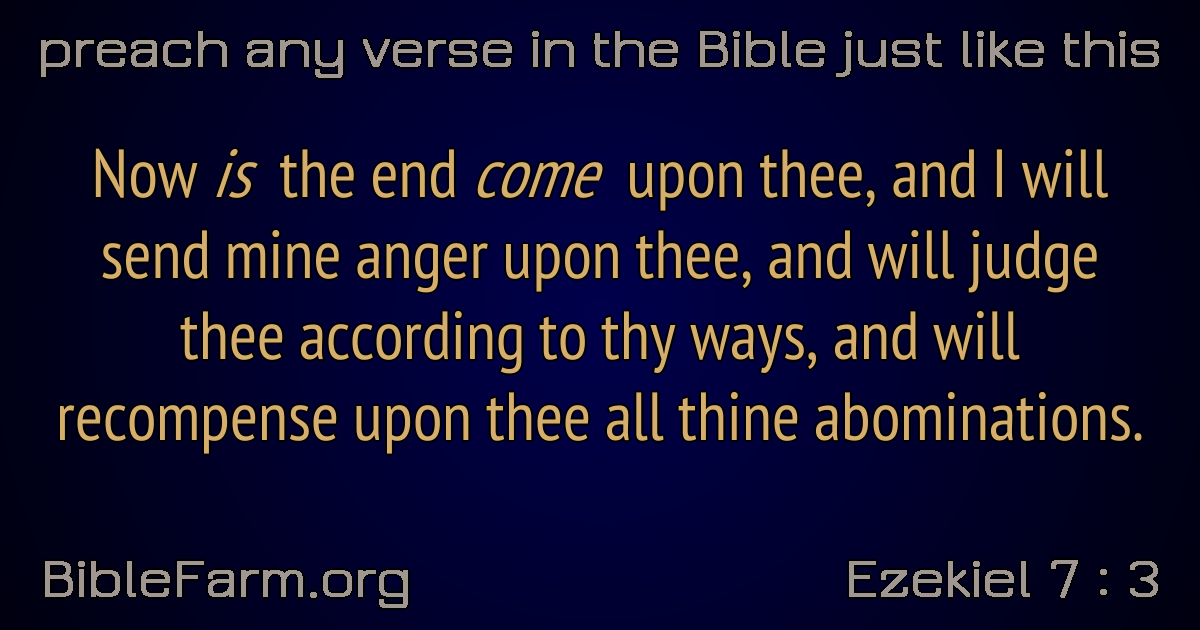 preach any verse in the Bible just like this
Now is the end come upon thee, and I will
send mine anger upon thee, and will judge
thee according to thy ways, and will
recompense upon thee all thine abominations.
BibleFarm.org
Ezekiel 7 : 3